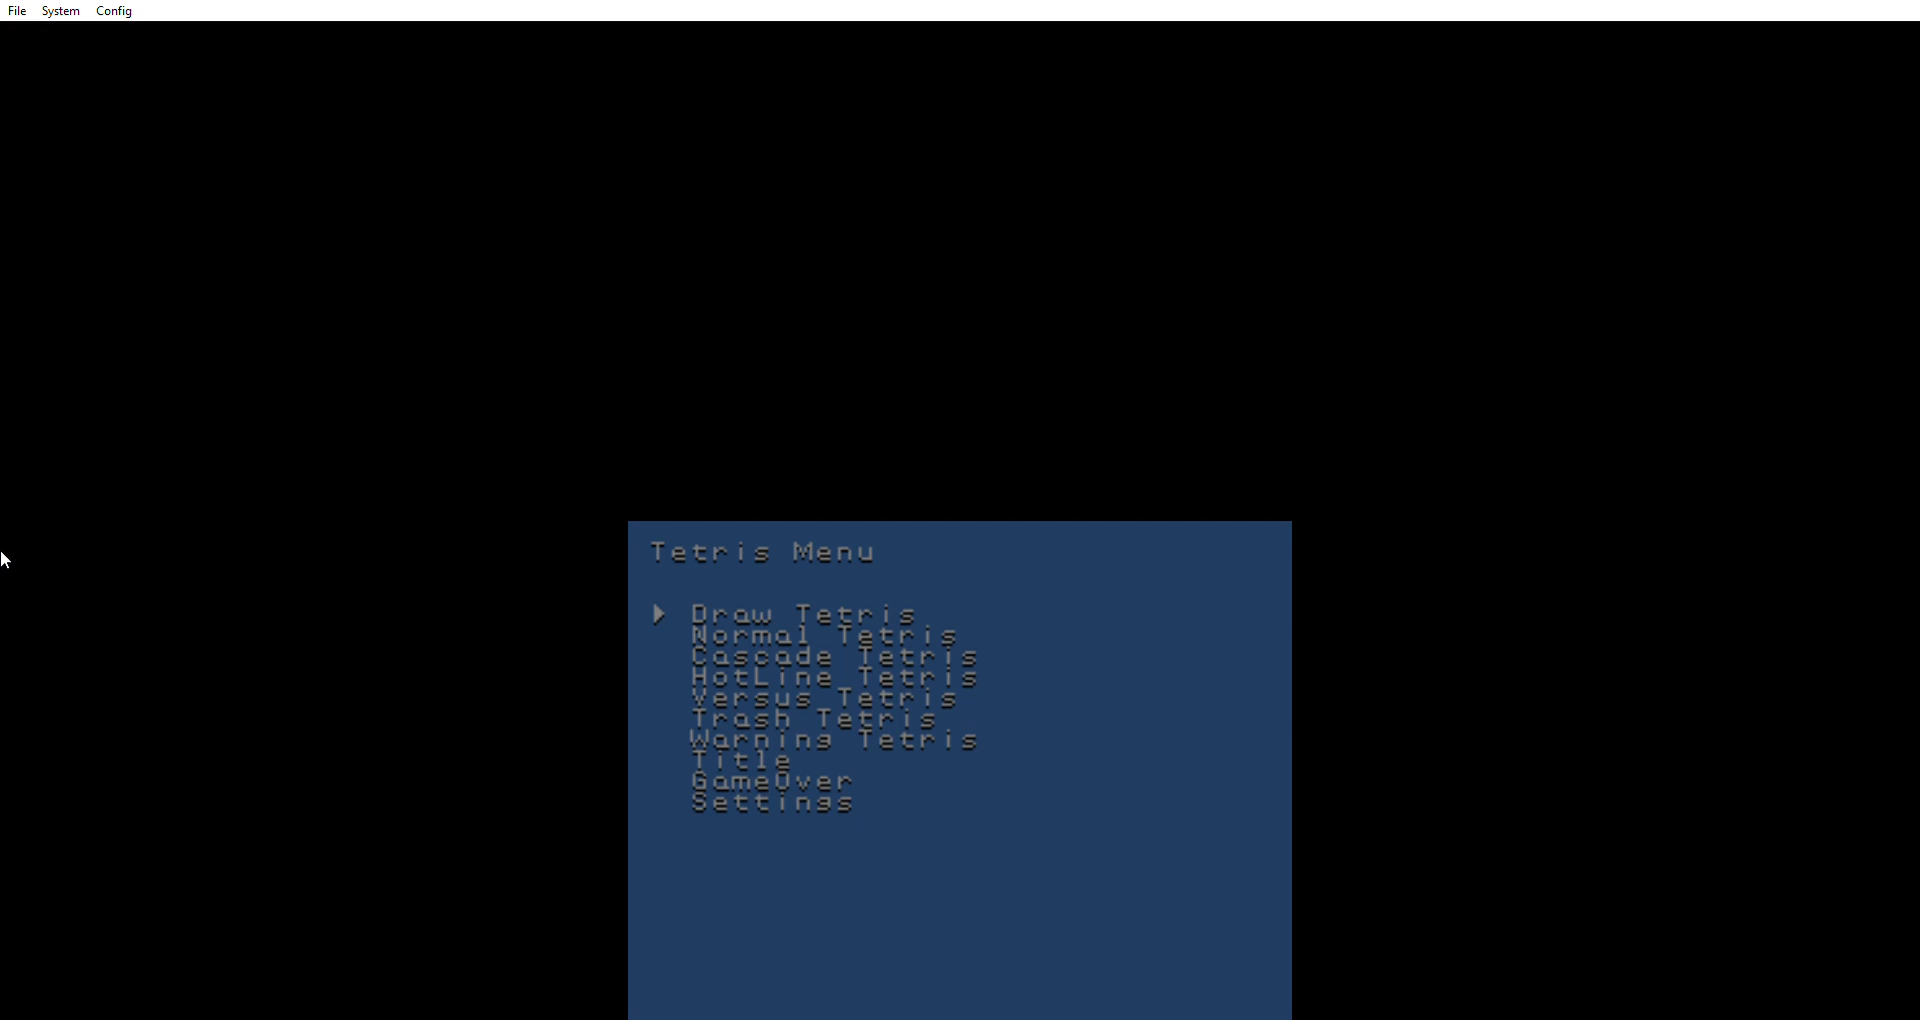 File System Config
Tetris Menu
Draw Tetris
Normal Tetris
Cascade Tetris
HotLine Tetris
Versus Tetris
Trash Tetris
Warning Tetris
Title
GameOver
Settings